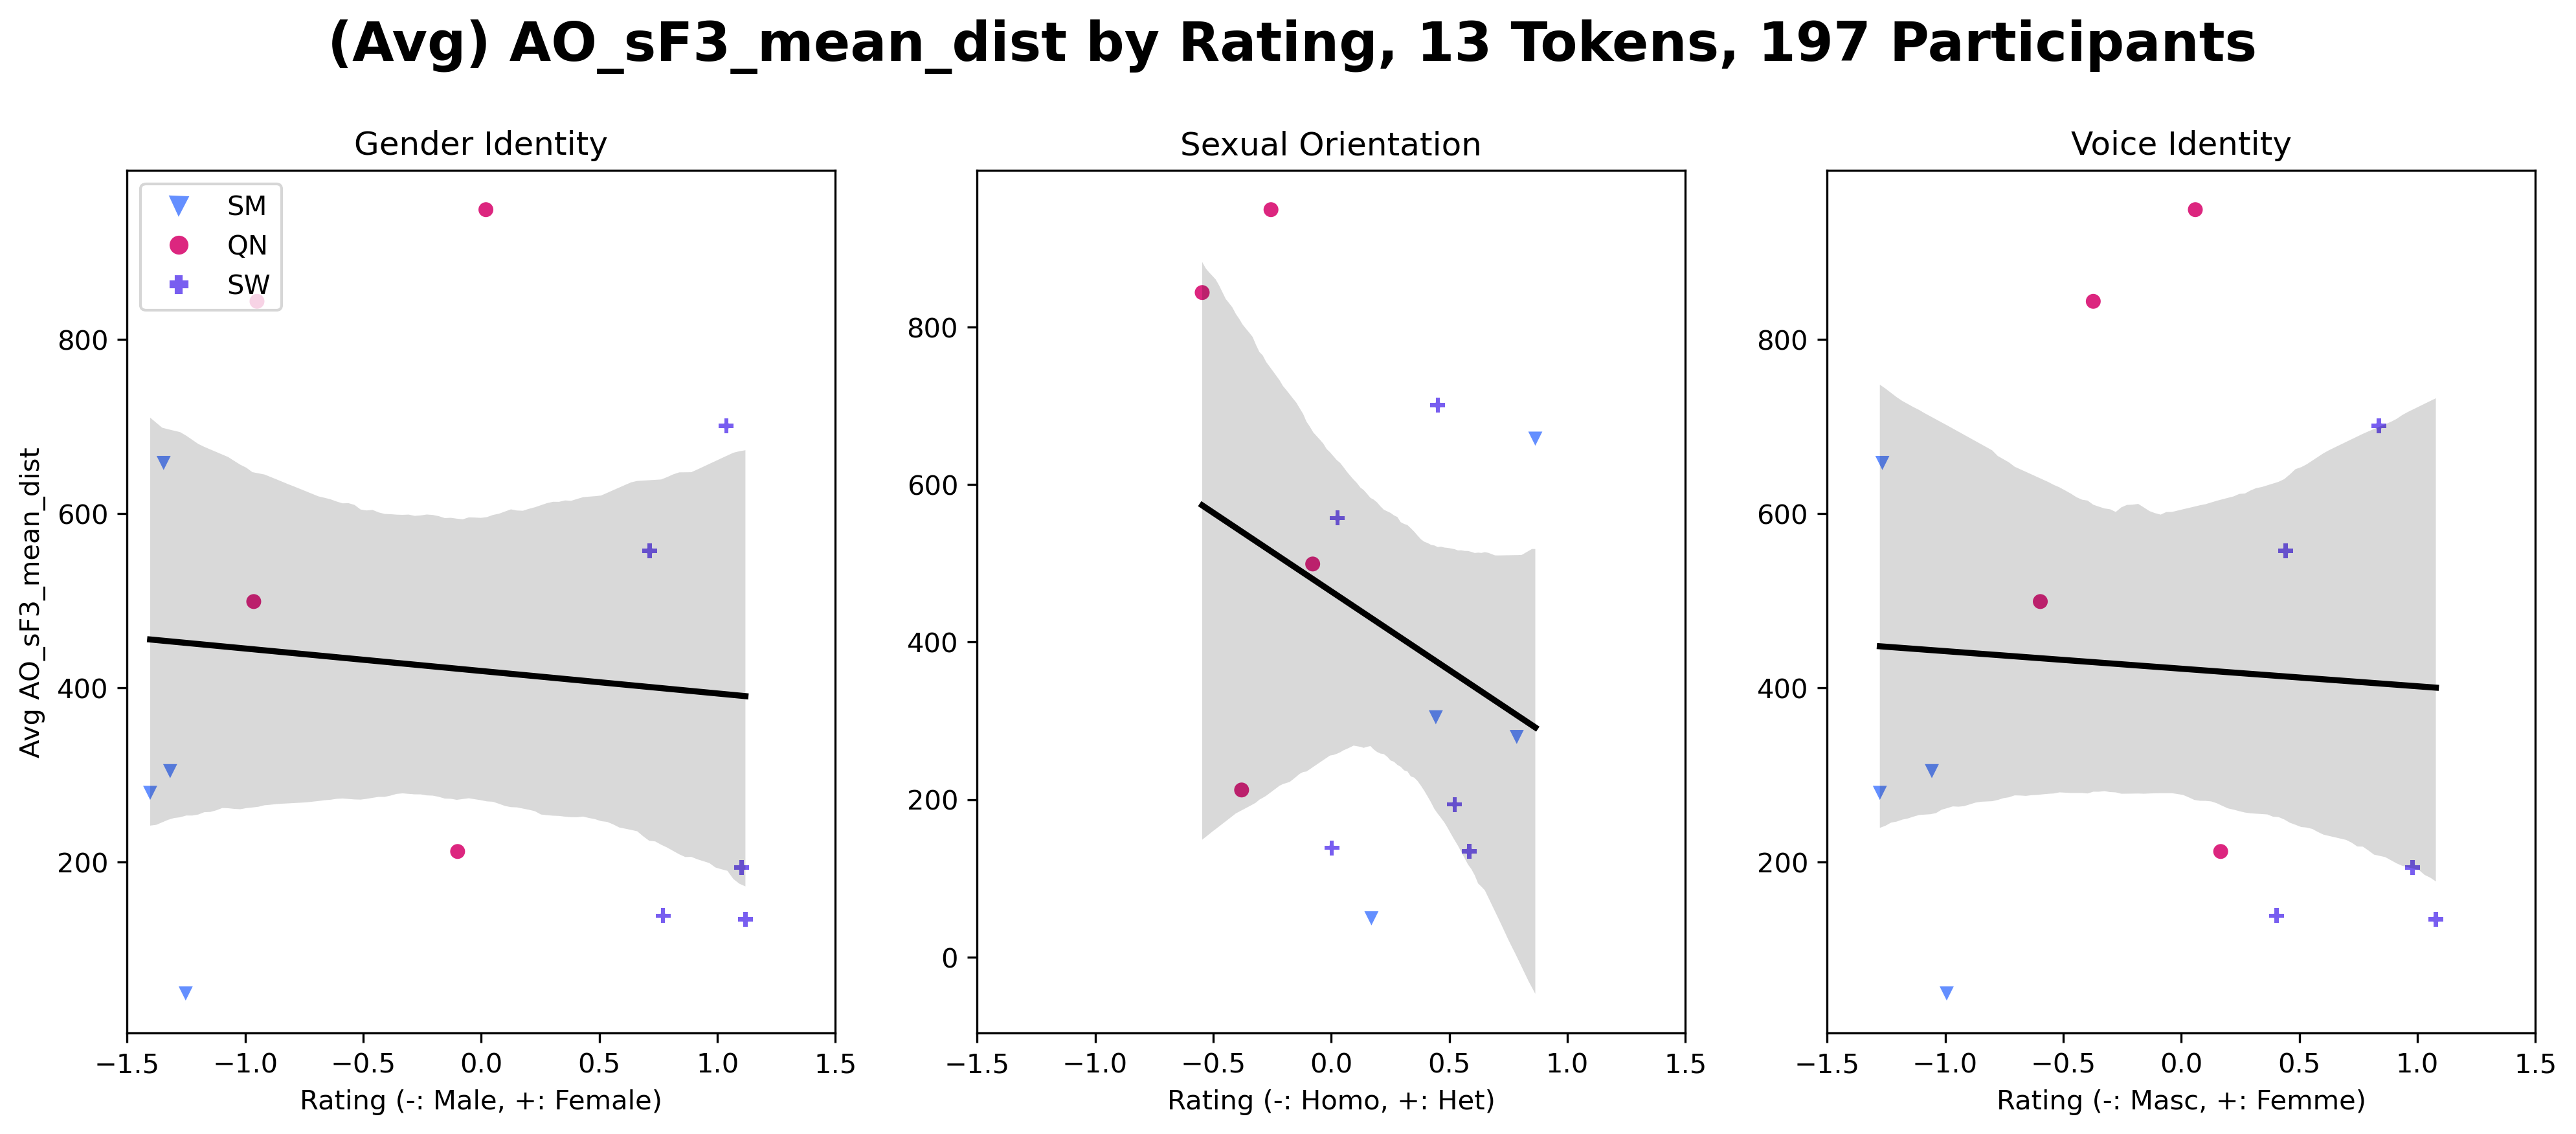 (Avg) AO_sF3_mean_dist by Rating, 13 Tokens, 197 Participants
Gender Identity
SM
QN
SW
800
600
400
200
Avg AO_sF3_mean_dist
−1.5 −1.0 −0.5 0.0 0.5 1.0 1.5
Rating (-: Male, +: Female)
Sexual Orientation
800
600
400
200
0
−1.5 −1.0 −0.5 0.0 0.5 1.0 1.5
Rating (-: Homo, +: Het)
Voice Identity
800
600
400
200
−1.5 −1.0 −0.5 0.0 0.5 1.0 1.5
Rating (-: Masc, +: Femme)